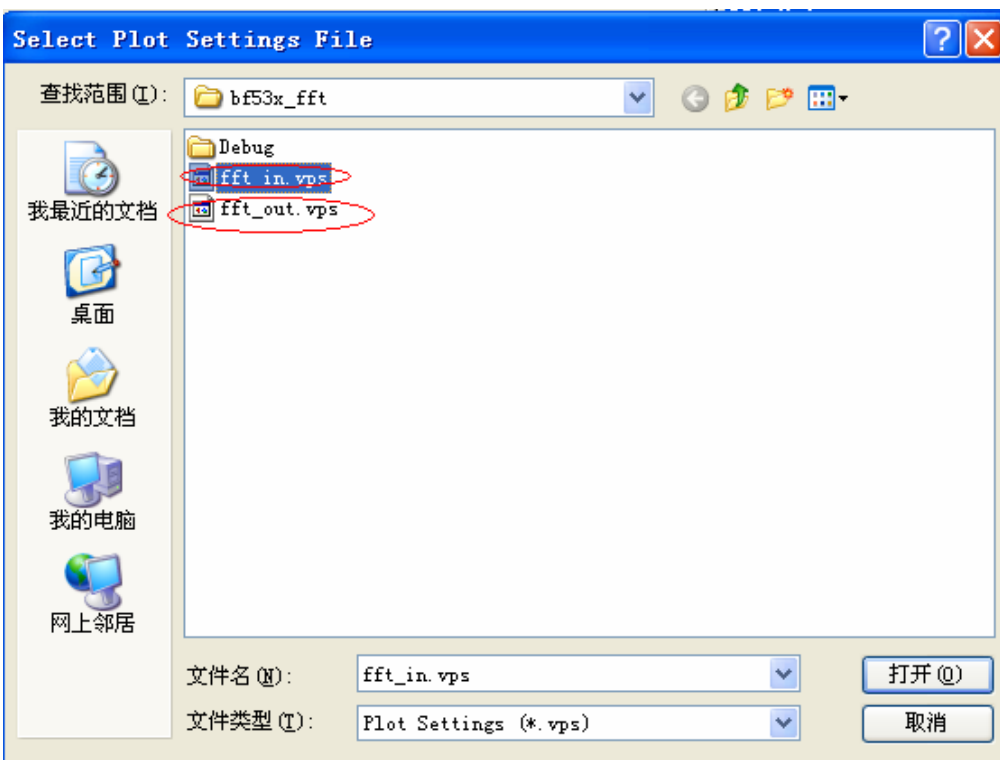 Select Plot Settings File
查找范围(I): bf53x_fft
Debug
fft_in.vps
fft_out.vps
我最近的文档
桌面
我的文档
我的电脑
网上邻居
文件名(N): fft_in.vps 打开(O)
文件类型(T): Plot Settings (*.vps) 取消